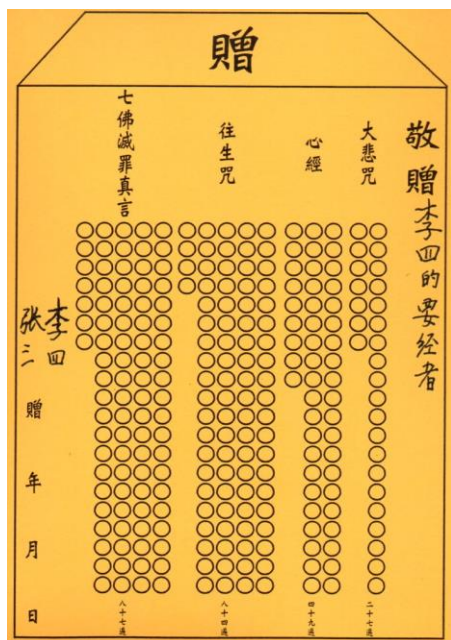 贈
敬贈李四的要经者
大悲咒
二十七遍
心經
四十九遍
往生咒
八十四遍
七佛滅罪真言
八十七遍
李四
张三 贈 年 月 日